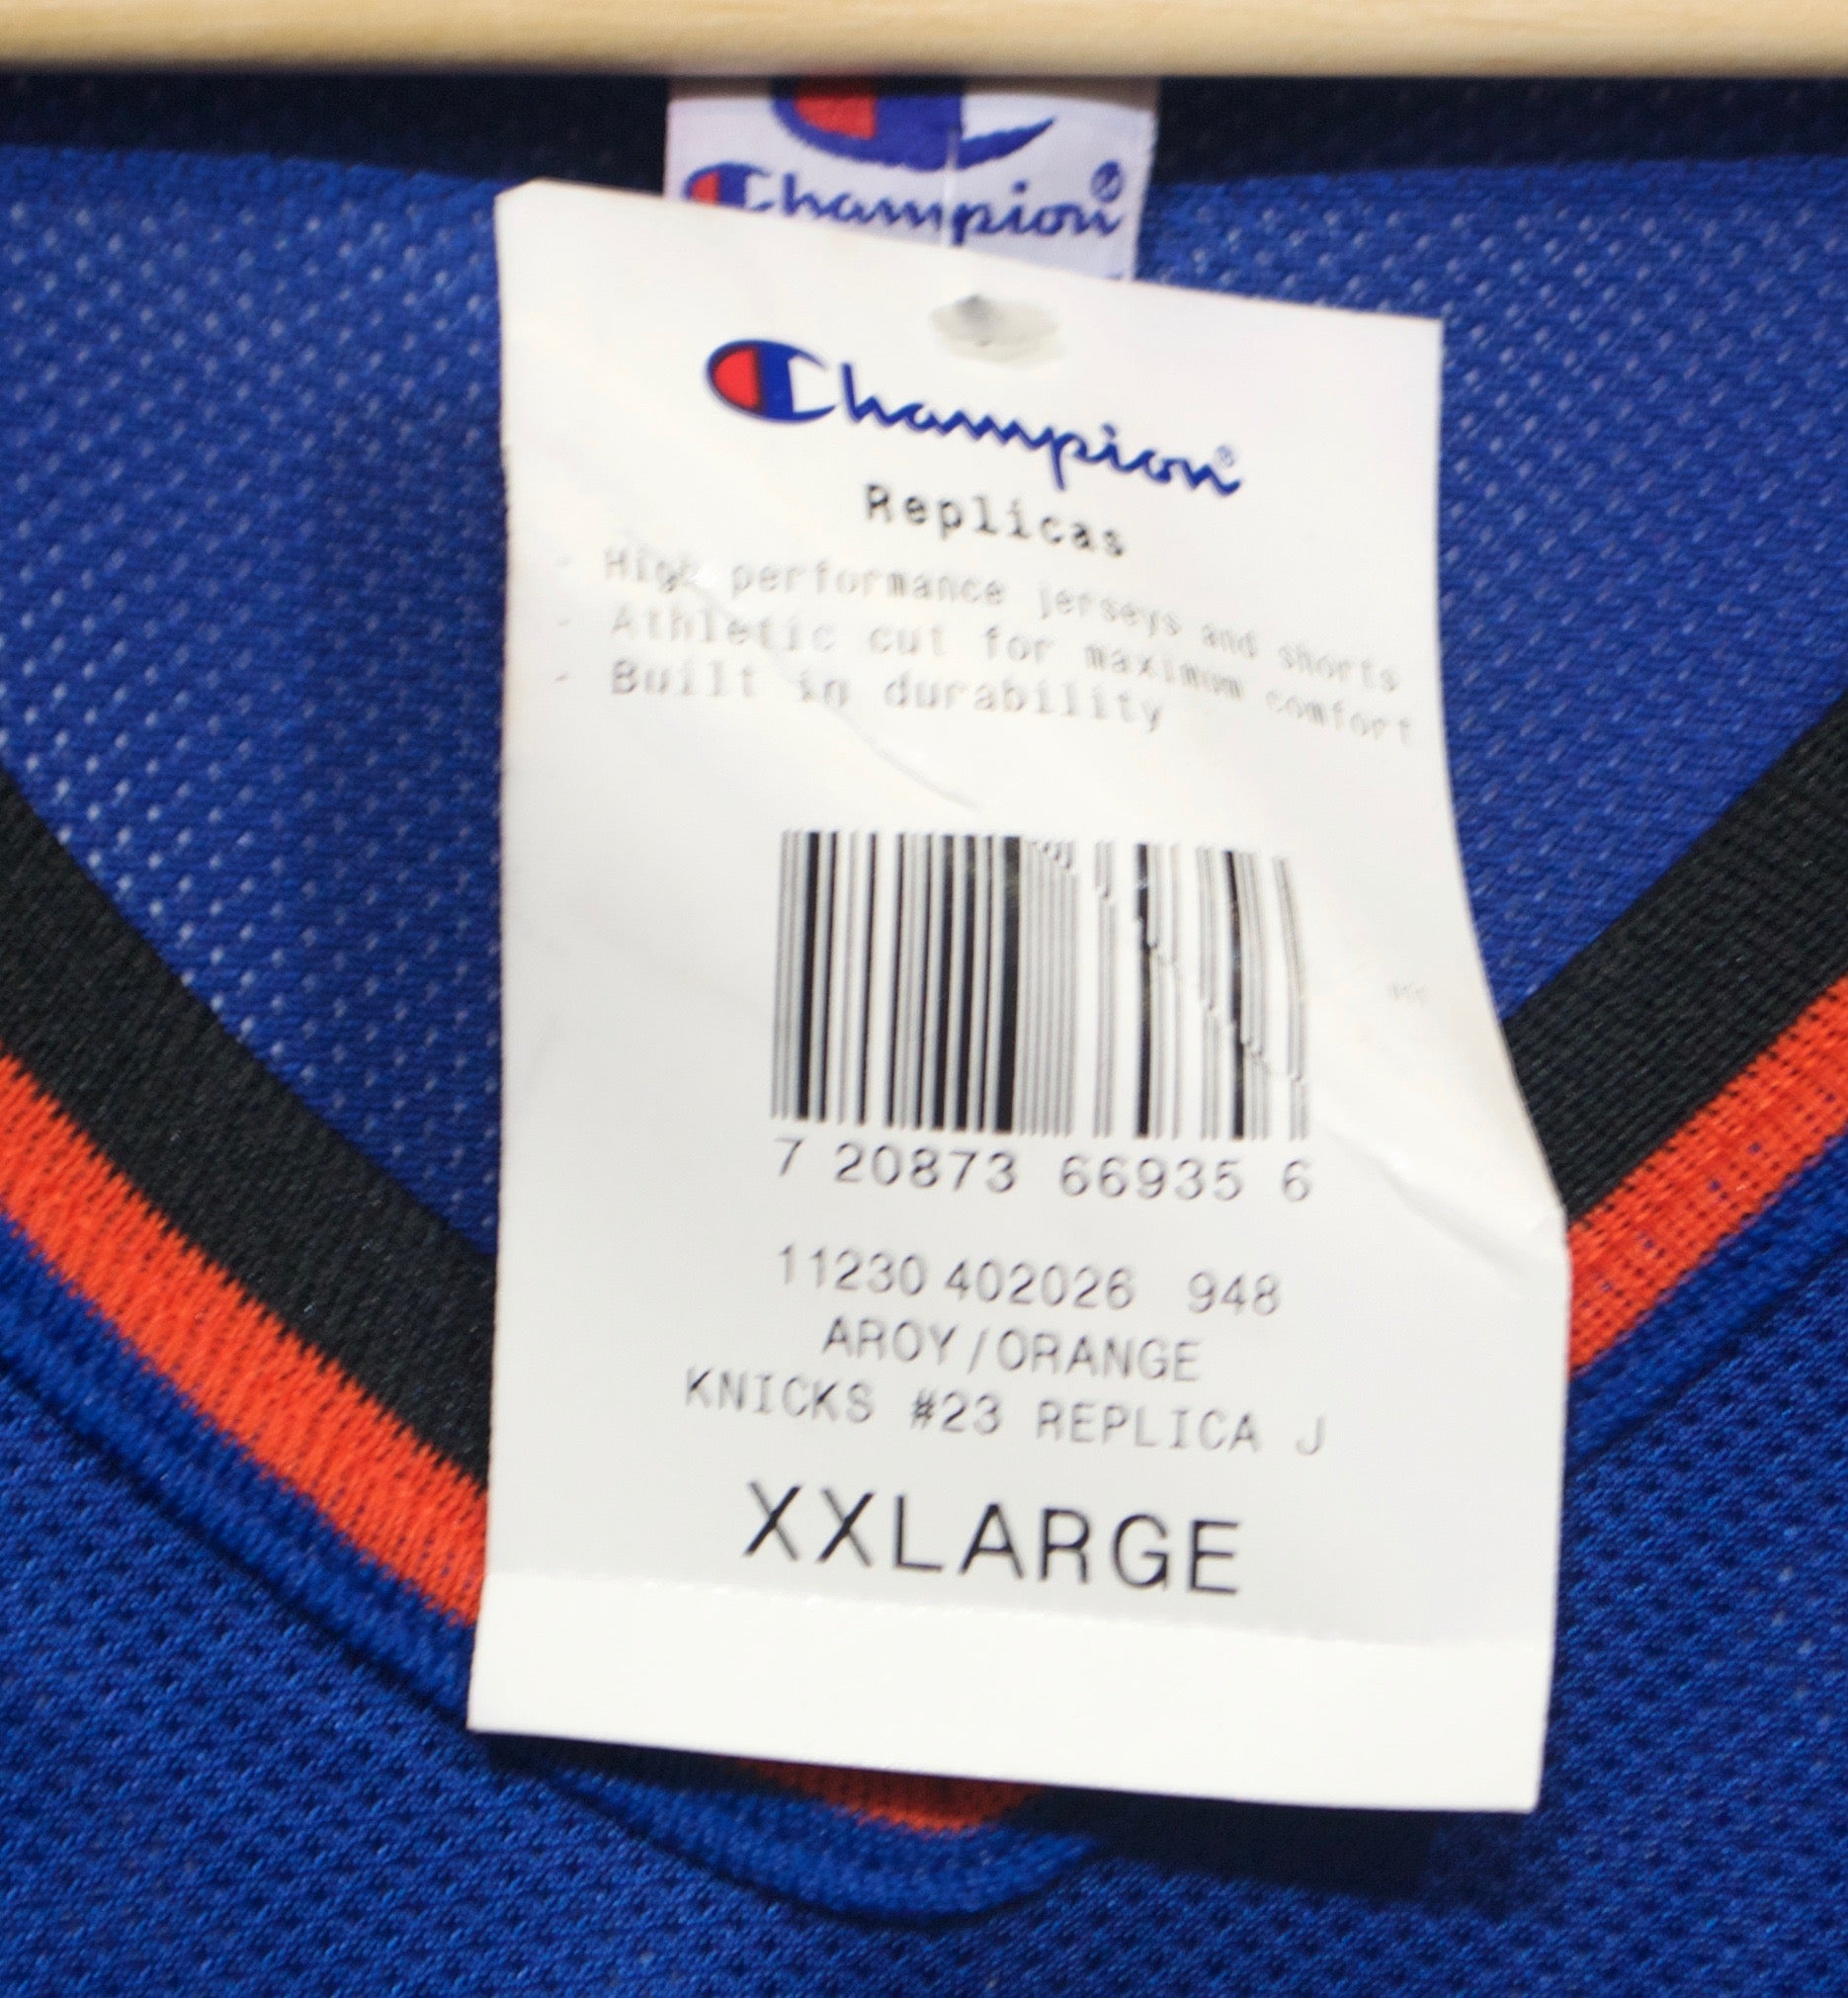 Champion®
Champion®
Replicas
- High performance jerseys and shorts
- Athletic cut for maximum comfort
- Built in durability
7 20873 66935 6
11230 402026 948
AROY/ORANGE
KNICKS #23 REPLICA J
XXLARGE